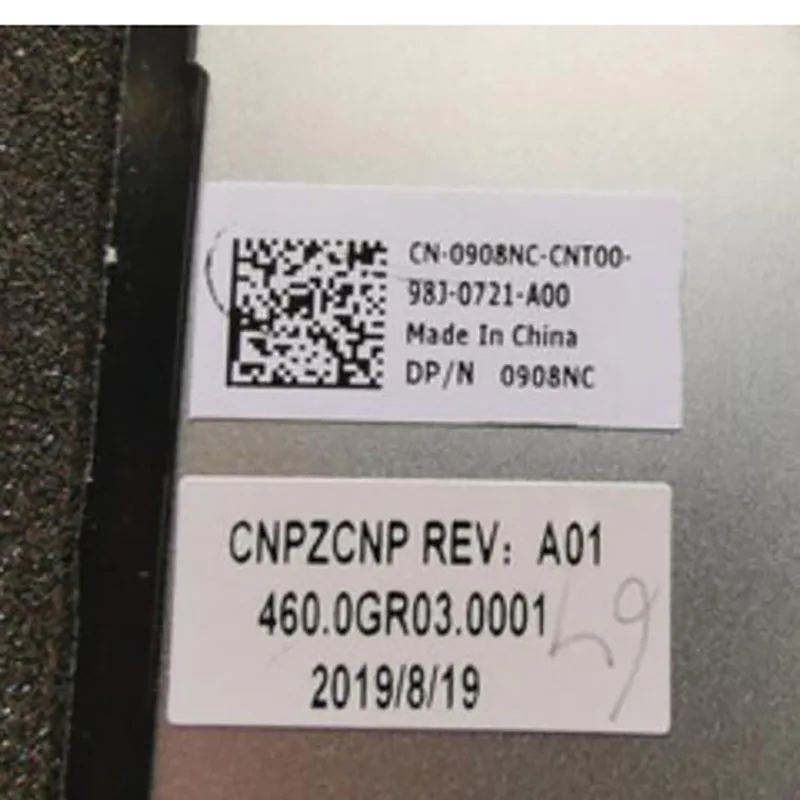 CN-0908NC-CNT00-
98J-0721-A00
Made In China
DP/N 0908NC
CNPZCNP REV: A01
460.0GR03.0001
2019/8/19